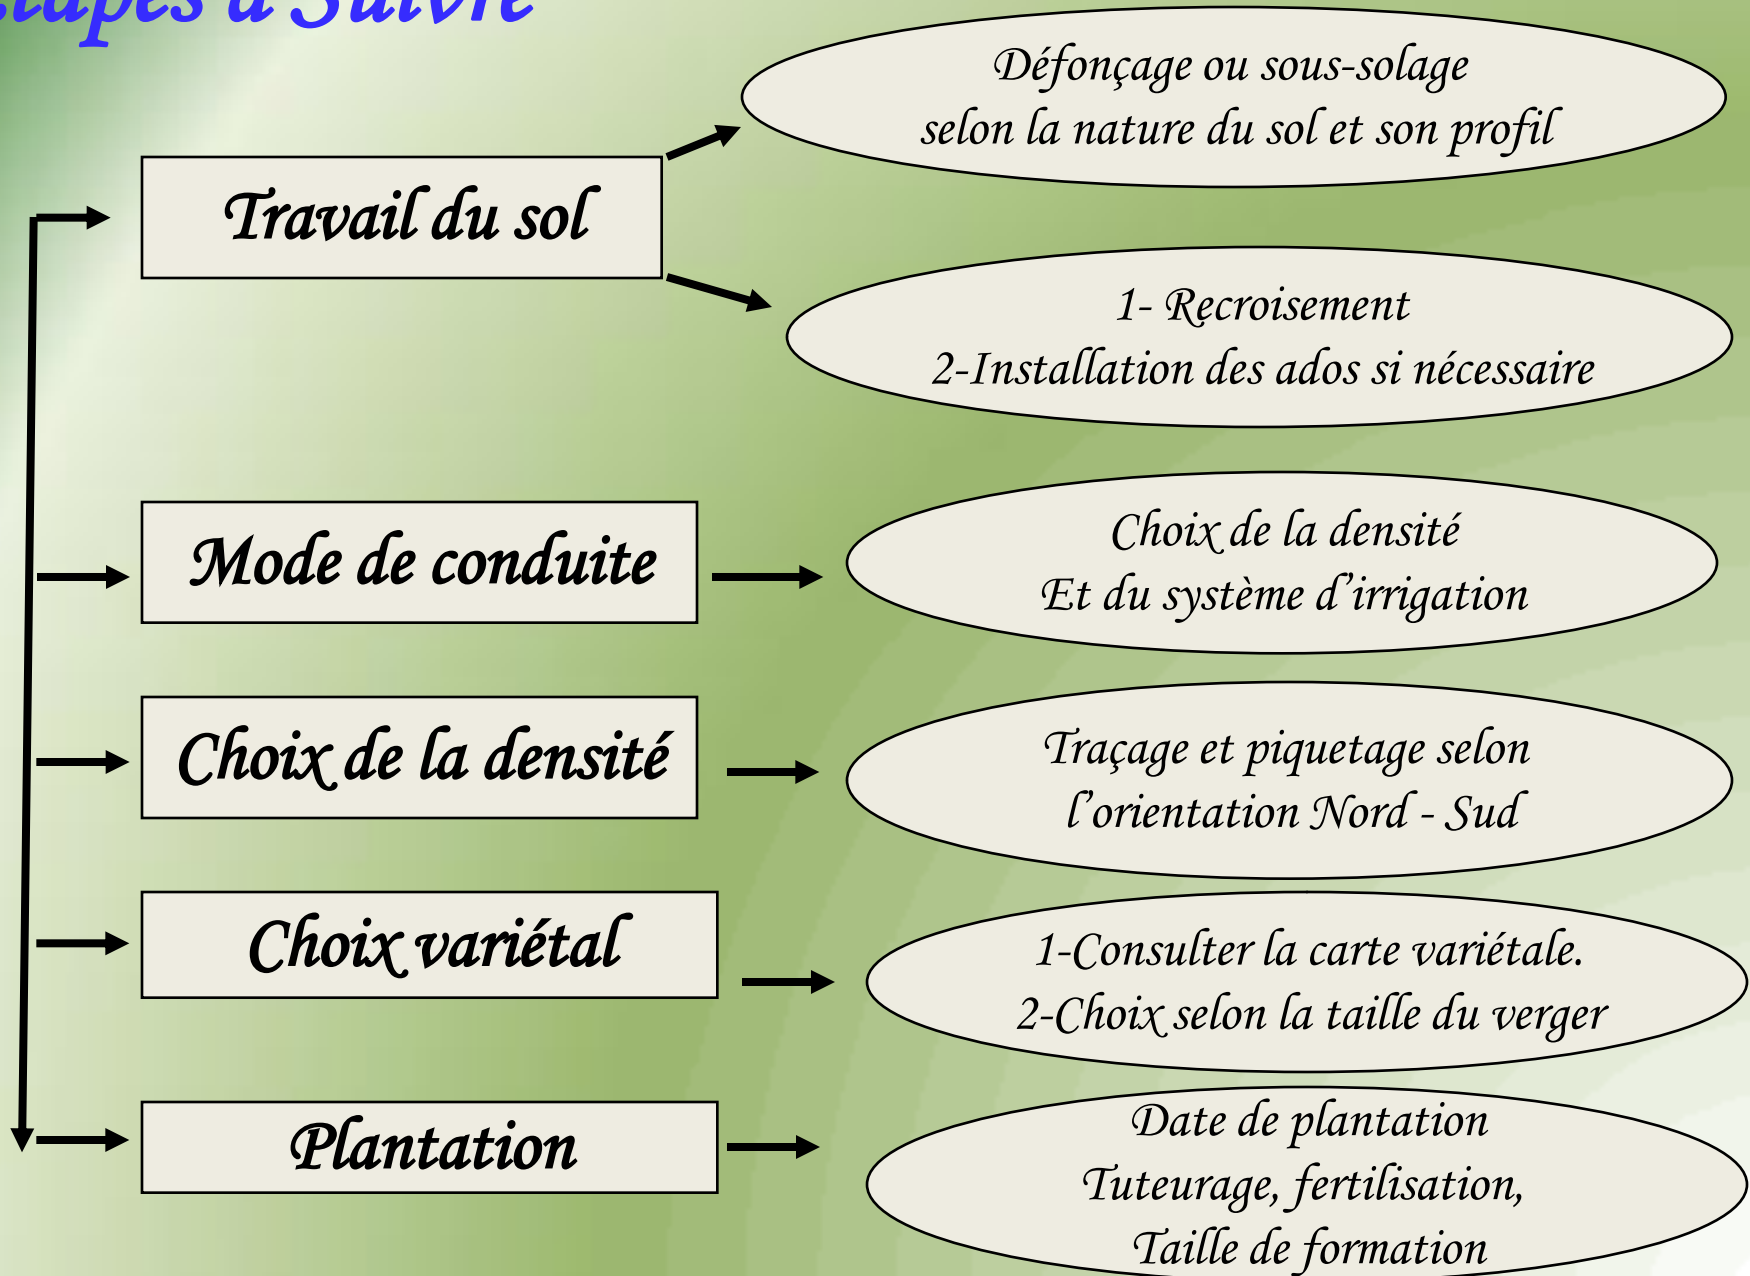 à Suivre
Travail du sol
Défonçage ou sous-solage
selon la nature du sol et son profil
1- Recroisement
2-Installation des ados si nécessaire
Mode de conduite
Choix de la densité
Et du système d’irrigation
Choix de la densité
Traçage et piquetage selon
l’orientation Nord - Sud
Choix variétal
1-Consulter la carte variétale.
2-Choix selon la taille du verger
Plantation
Date de plantation
Tuteurage, fertilisation,
Taille de formation